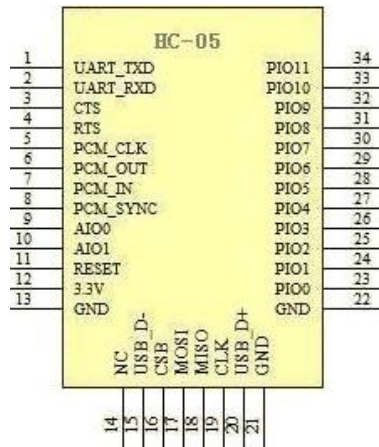 HC-05
1 UART_TXD PIO11 34
2 UART_RXD PIO10 33
3 CTS PIO9 32
4 RTS PIO8 31
5 PCM_CLK PIO7 30
6 PCM_OUT PIO6 29
7 PCM_IN PIO5 28
8 PCM_SYNC PIO4 27
9 AIO0 PIO3 26
10 AIO1 PIO2 25
11 RESET PIO1 24
12 3.3V PIO0 23
13 GND GND 22
NC USB_D- CSB MOSI MISO CLK USB_D+ GND
14 15 16 17 18 19 20 21